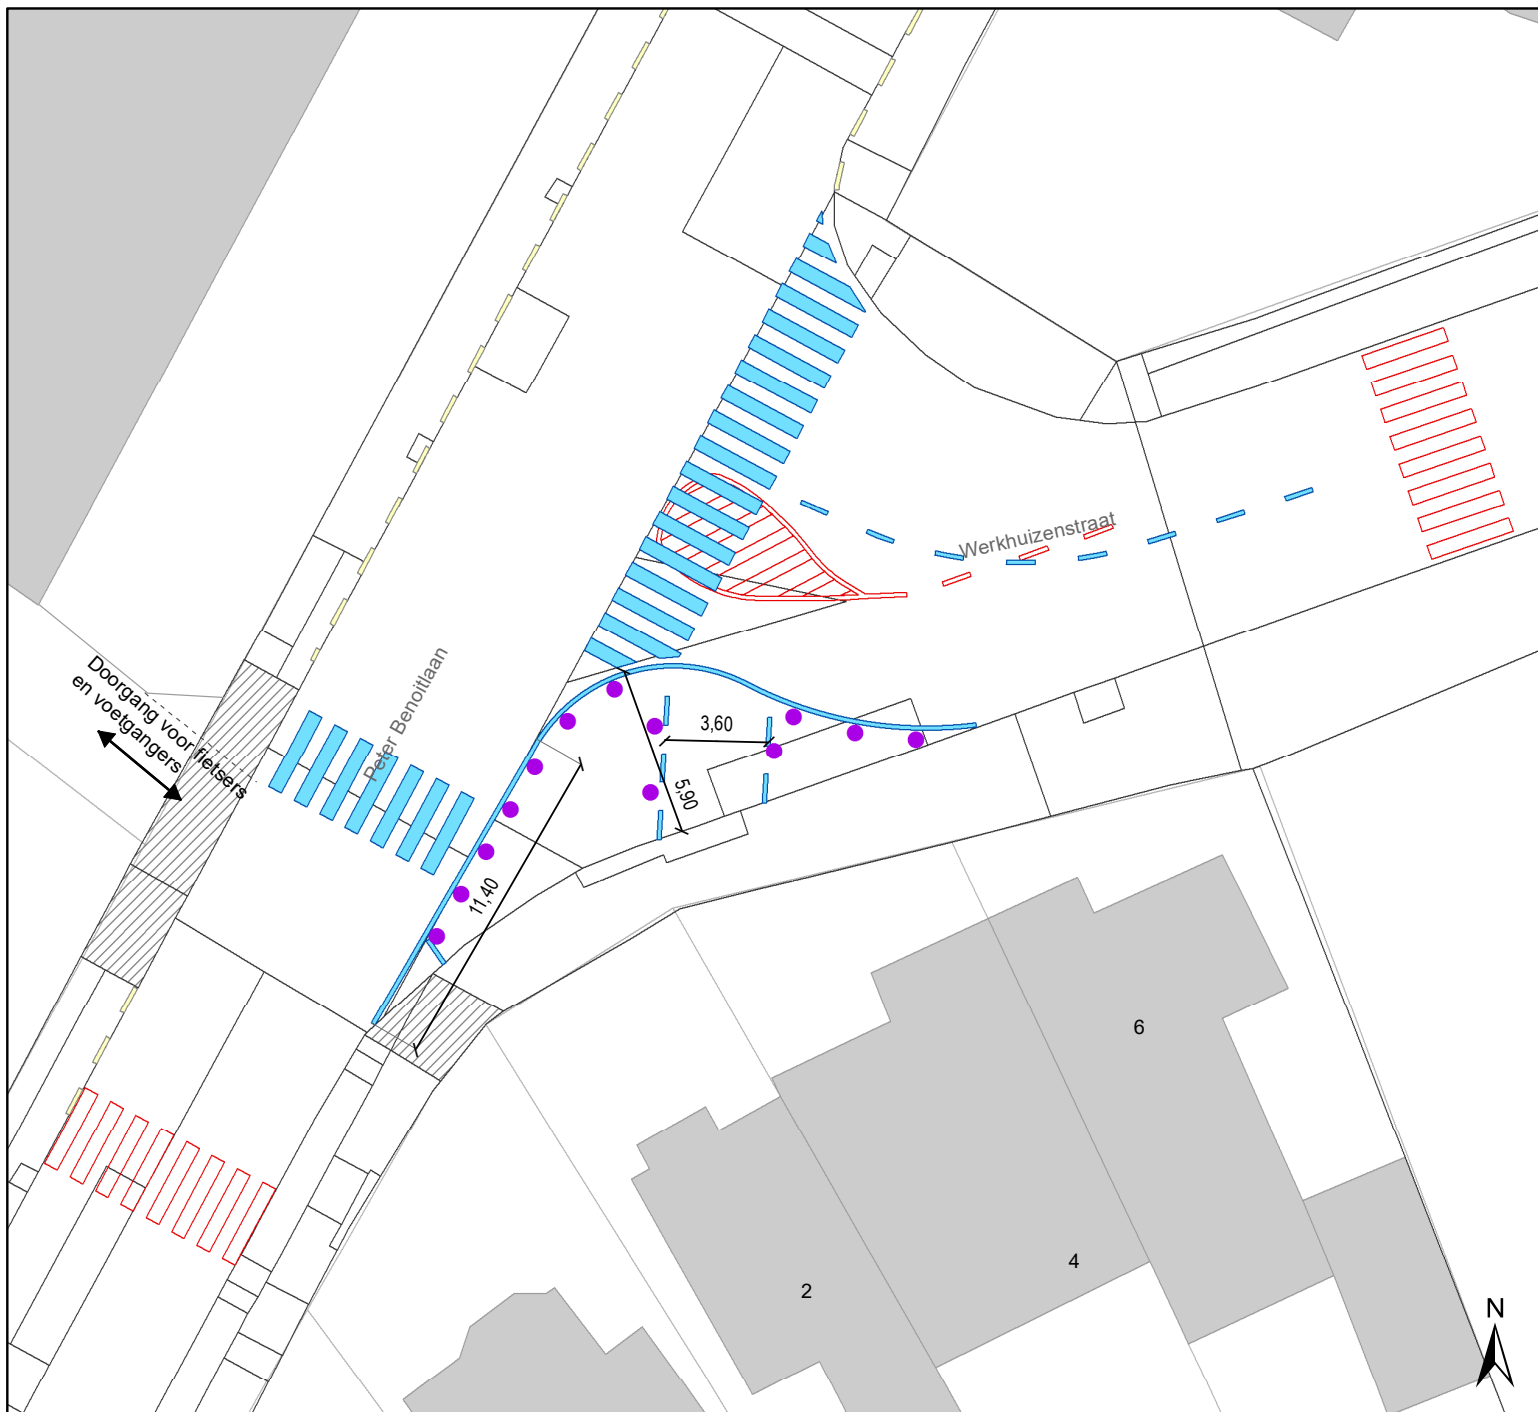 Werkhuizenstraat
Peter Benoitlaan
Doorgang voor fietsers
en voetgangers
3,60
5,90
11,40
6
4
2
N